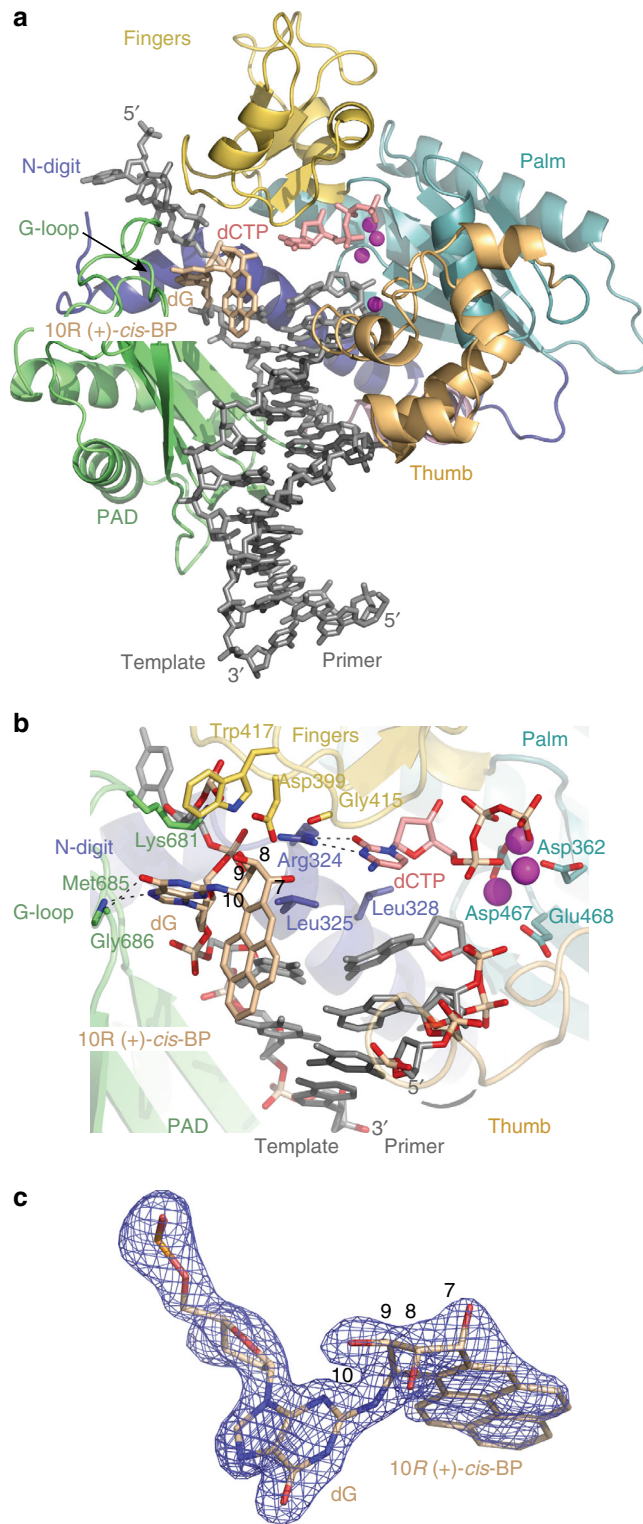 a
Fingers
5′
N-digit
Palm
G-loop
dCTP
dG
10R (+)-cis-BP
PAD
Thumb
5′
Template
Primer
3′
b
Trp417
Fingers
Palm
Asp399
Gly415
Lys681
N-digit
8
Arg324
Asp362
9
7
Met685
10
dCTP
G-loop
dG
Leu325
Leu328
Asp467
Glu468
Gly686
10R (+)-cis-BP
5′
PAD
Template
3′
Primer
Thumb
c
7
9
8
10
10R (+)-cis-BP
dG